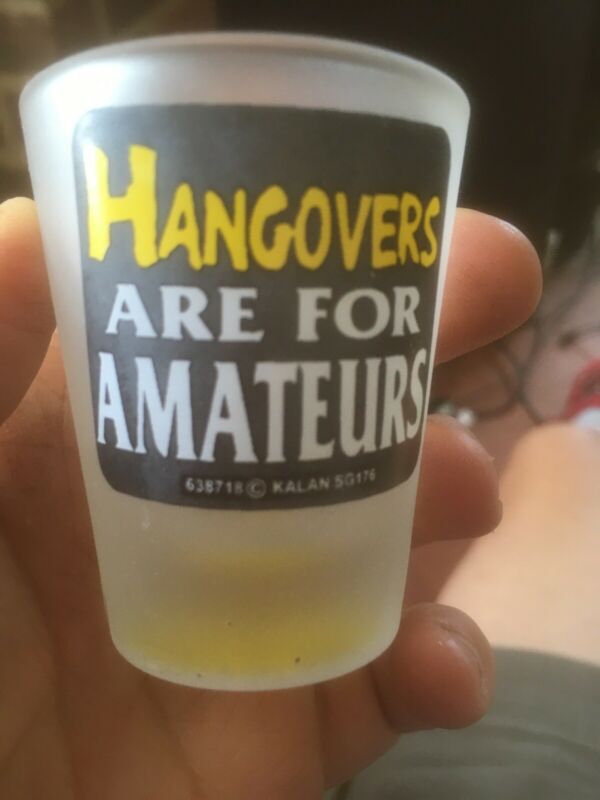 HANGOVERS
ARE FOR
AMATEURS
638718 © KALAN SG176